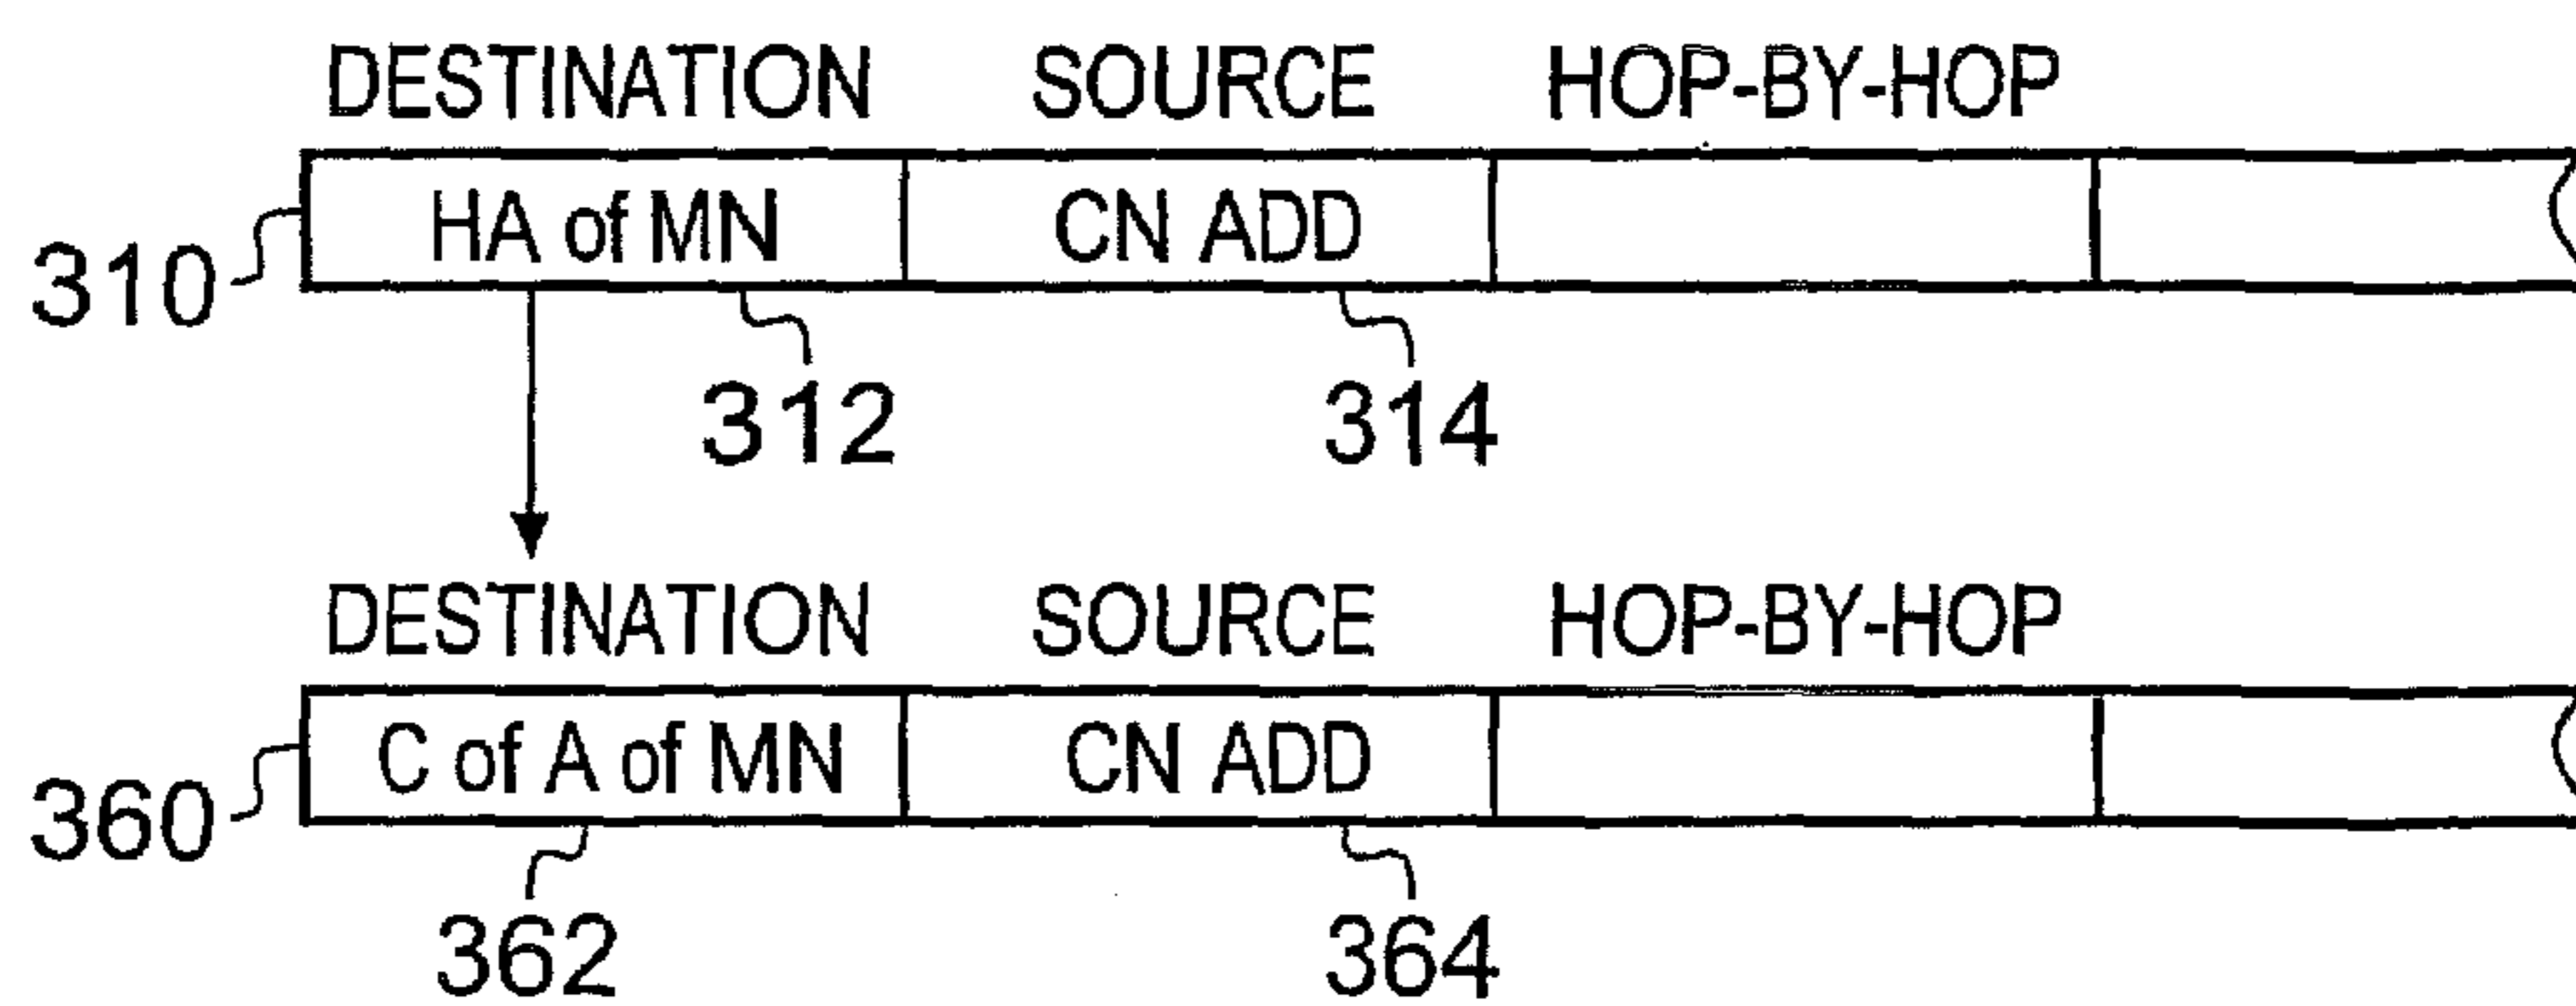 DESTINATION SOURCE HOP-BY-HOP
HA of MN CN ADD
310
312 314
DESTINATION SOURCE HOP-BY-HOP
C of A of MN CN ADD
360
362 364